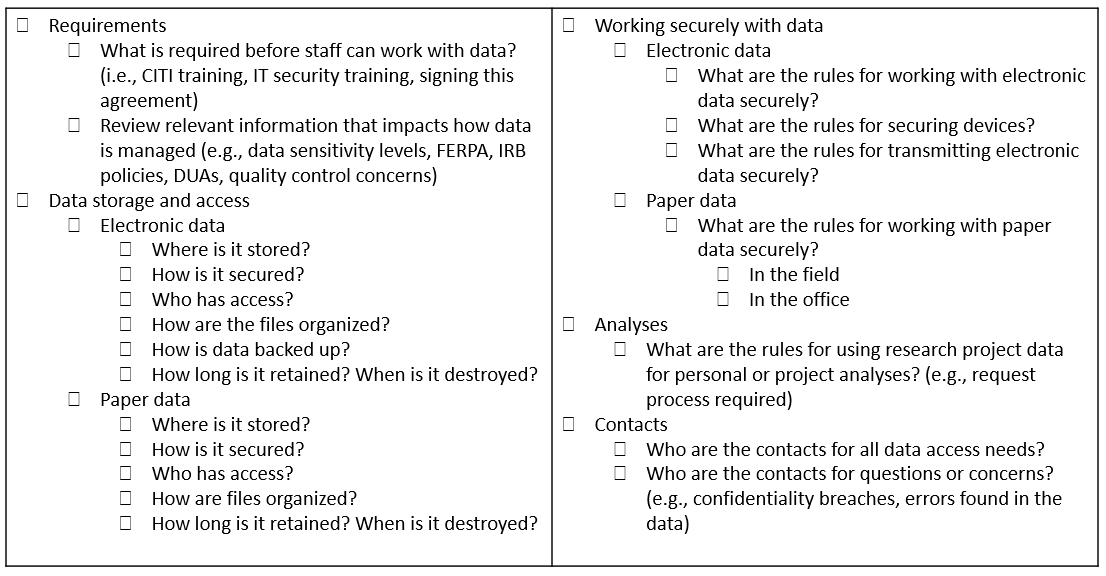 Requirements
What is required before staff can work with data?
(i.e., CITI training, IT security training, signing this
agreement)
Review relevant information that impacts how data
is managed (e.g., data sensitivity levels, FERPA, IRB
policies, DUAs, quality control concerns)
Data storage and access
Electronic data
Where is it stored?
How is it secured?
Who has access?
How are the files organized?
How is data backed up?
How long is it retained? When is it destroyed?
Paper data
Where is it stored?
How is it secured?
Who has access?
How are files organized?
How long is it retained? When is it destroyed?
Working securely with data
Electronic data
What are the rules for working with electronic
data securely?
What are the rules for securing devices?
What are the rules for transmitting electronic
data securely?
Paper data
What are the rules for working with paper
data securely?
In the field
In the office
Analyses
What are the rules for using research project data
for personal or project analyses? (e.g., request
process required)
Contacts
Who are the contacts for all data access needs?
Who are the contacts for questions or concerns?
(e.g., confidentiality breaches, errors found in the
data)